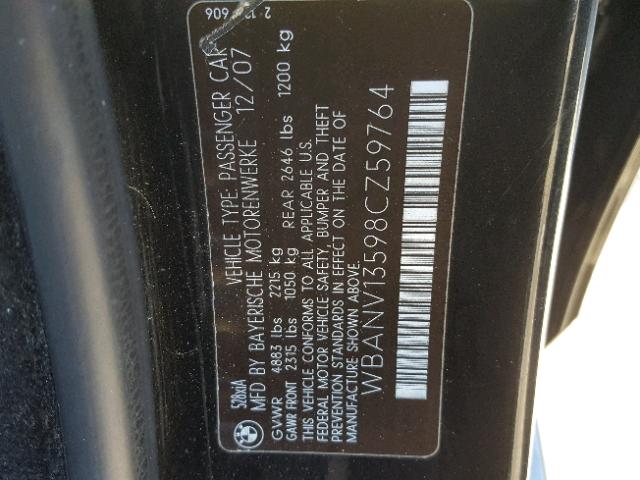 528xiA
VEHICLE TYPE: PASSENGER CAR
MFD BY BAYERISCHE MOTORENWERKE 12/07
GVWR 4883 lbs 2215 kg
GAWR FRONT 2315 lbs 1050 kg REAR 2646 lbs 1200 kg
THIS VEHICLE CONFORMS TO ALL APPLICABLE U.S.
FEDERAL MOTOR VEHICLE SAFETY, BUMPER AND THEFT
PREVENTION STANDARDS IN EFFECT ON THE DATE OF
MANUFACTURE SHOWN ABOVE.
WBANV13598CZ59764
606